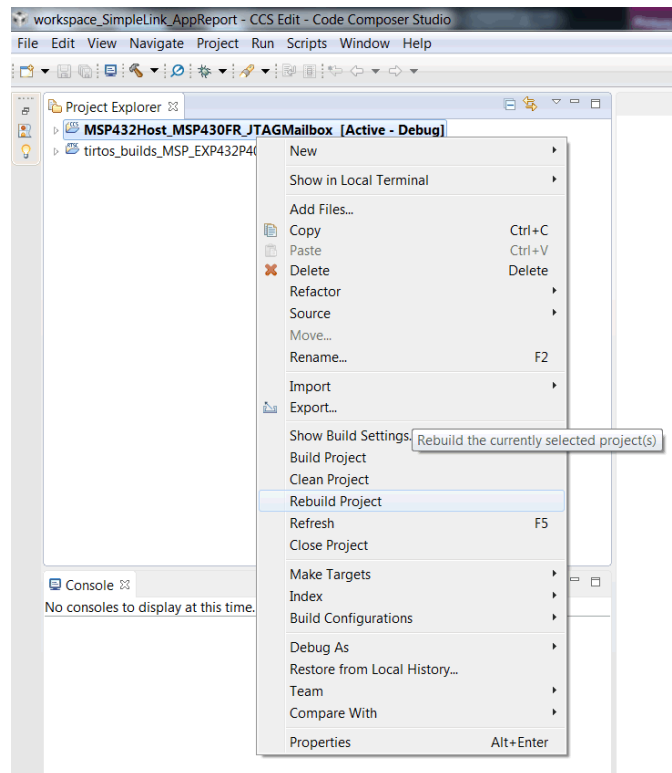 workspace_SimpleLink_AppReport - CCS Edit - Code Composer Studio
File Edit View Navigate Project Run Scripts Window Help
Project Explorer
MSP432Host_MSP430FR_JTAGMailbox [Active - Debug]
tirtos_builds_MSP_EXP432P40
New
Show in Local Terminal
Add Files...
Copy Ctrl+C
Paste Ctrl+V
Delete Delete
Refactor
Source
Move...
Rename... F2
Import
Export...
Show Build Settings.
Rebuild the currently selected project(s)
Build Project
Clean Project
Rebuild Project
Refresh F5
Close Project
Make Targets
Index
Build Configurations
Debug As
Restore from Local History...
Team
Compare With
Properties Alt+Enter
Console
No consoles to display at this time.